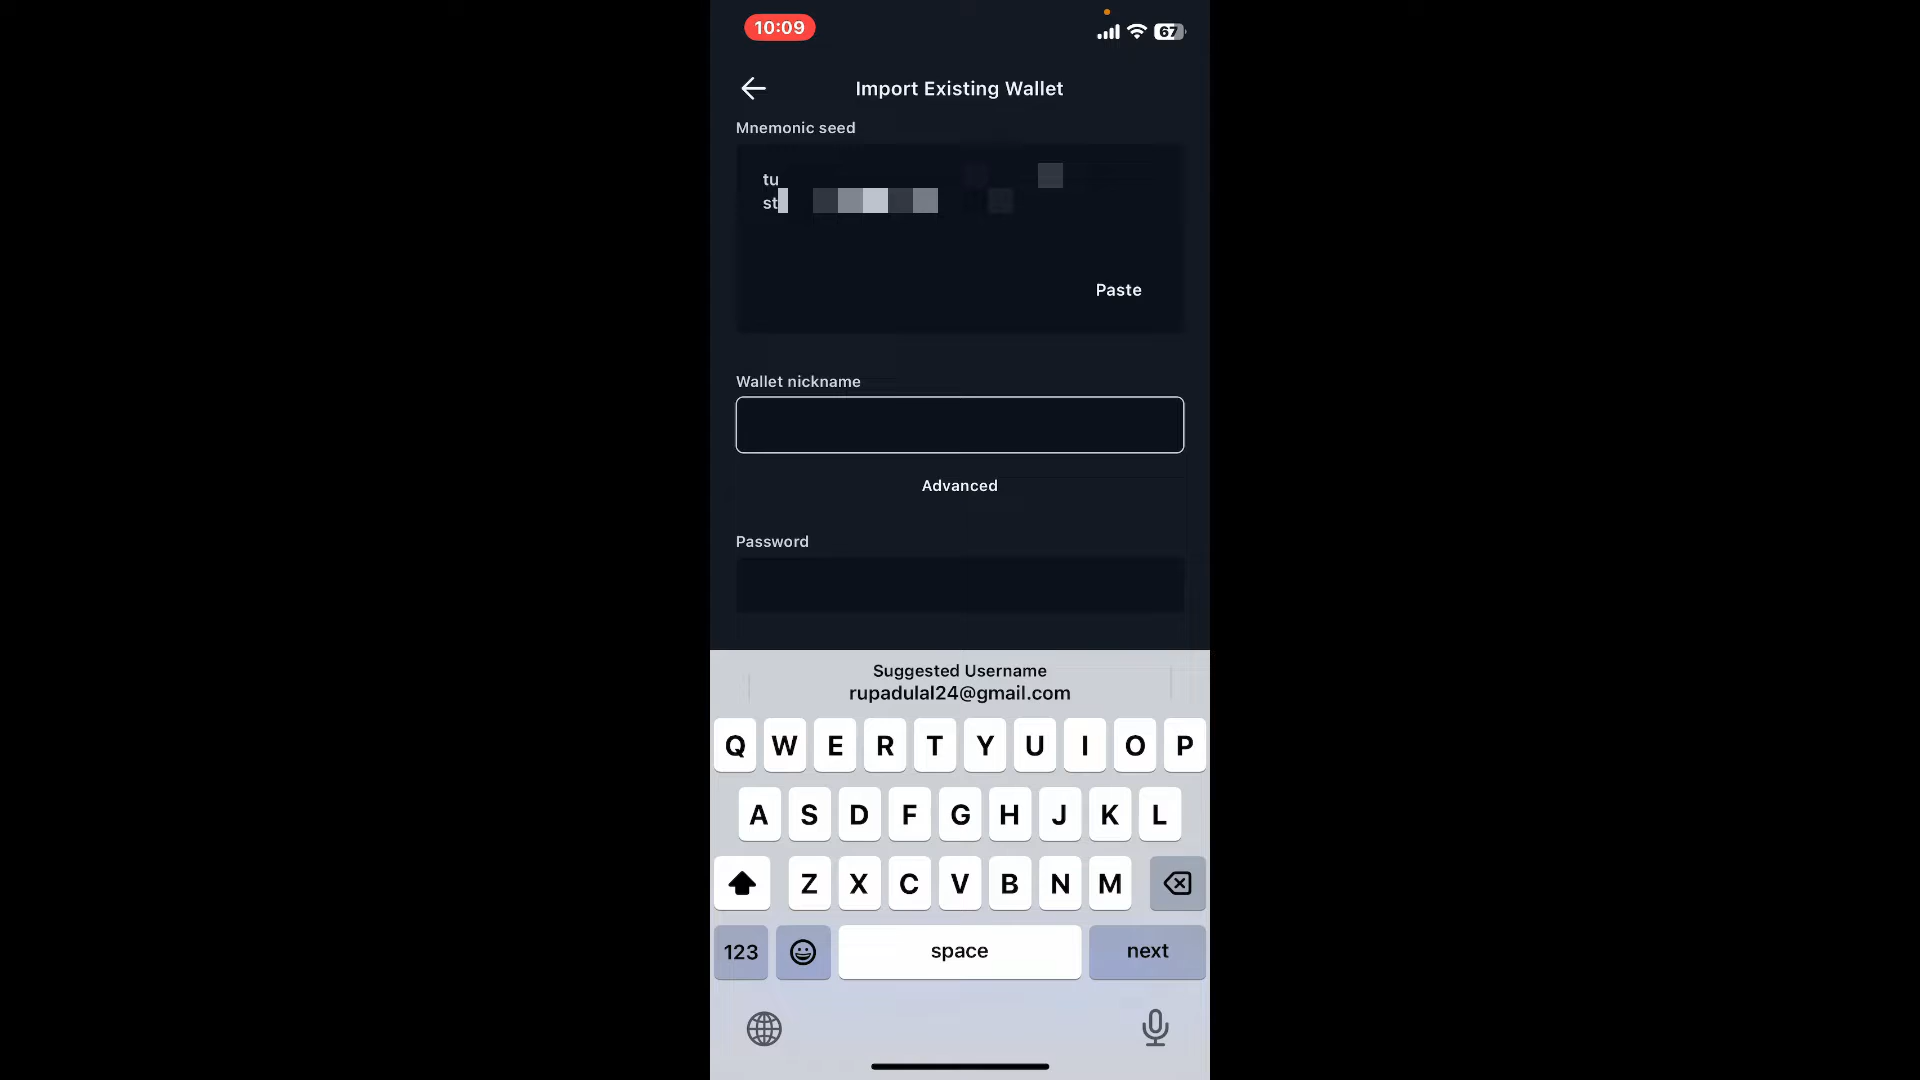 10:09
67
Import Existing Wallet
Mnemonic seed
tu
st
Paste
Wallet nickname
Advanced
Password
Suggested Username
rupadulal24@gmail.com
Q W E R T Y U I O P
A S D F G H J K L
Z X C V B N M
123 space next